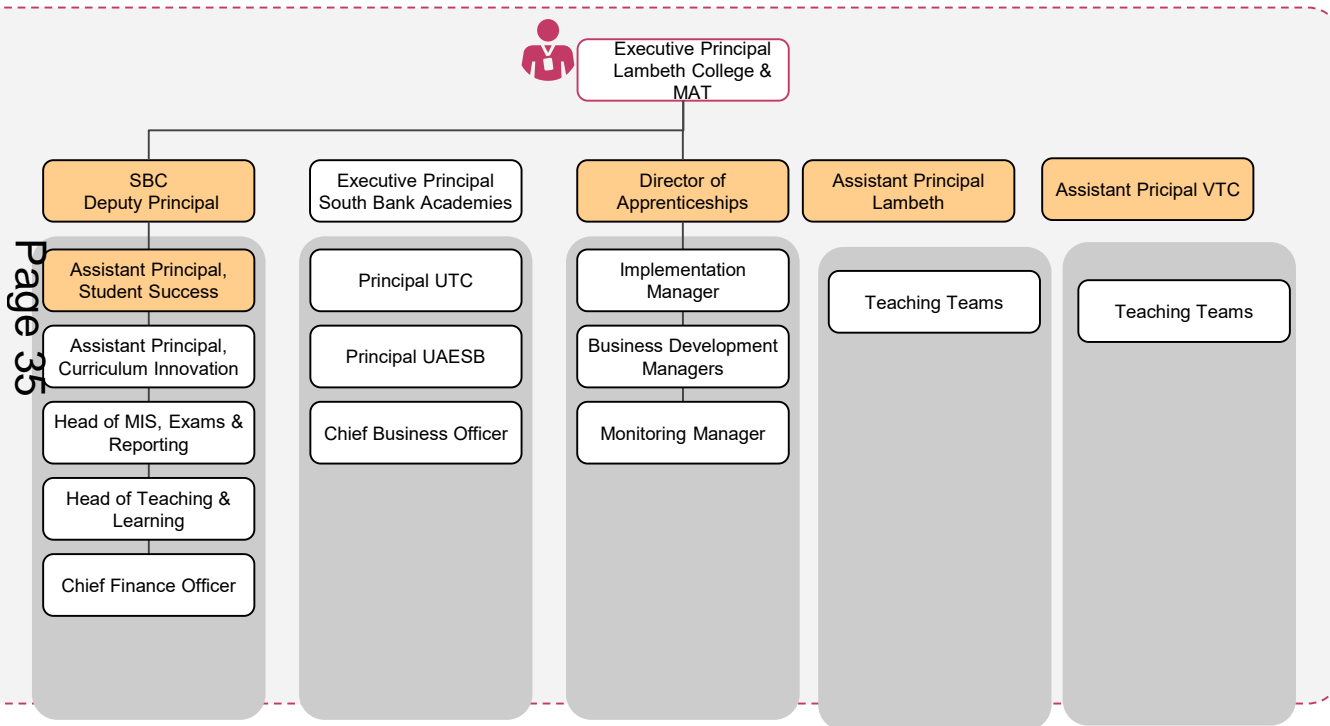 Executive Principal
Lambeth College &
MAT
SBC
Deputy Principal
Executive Principal
South Bank Academies
Director of
Apprenticeships
Assistant Principal
Lambeth
Assistant Pricipal VTC
Page 35
Assistant Principal,
Student Success
Assistant Principal,
Curriculum Innovation
Head of MIS, Exams &
Reporting
Head of Teaching &
Learning
Chief Finance Officer
Principal UTC
Principal UAESB
Chief Business Officer
Implementation
Manager
Business Development
Managers
Monitoring Manager
Teaching Teams
Teaching Teams